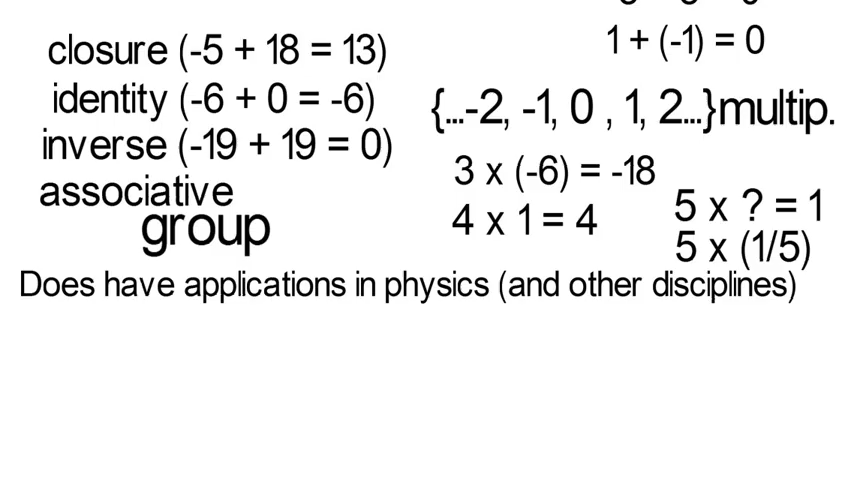 closure (-5 + 18 = 13)
identity (-6 + 0 = -6)
inverse (-19 + 19 = 0)
associative
group
1 + (-1) = 0
{...-2, -1, 0 , 1, 2...}multip.
3 x (-6) = -18
4 x 1 = 4
5 x ? = 1
5 x (1/5)
Does have applications in physics (and other disciplines)